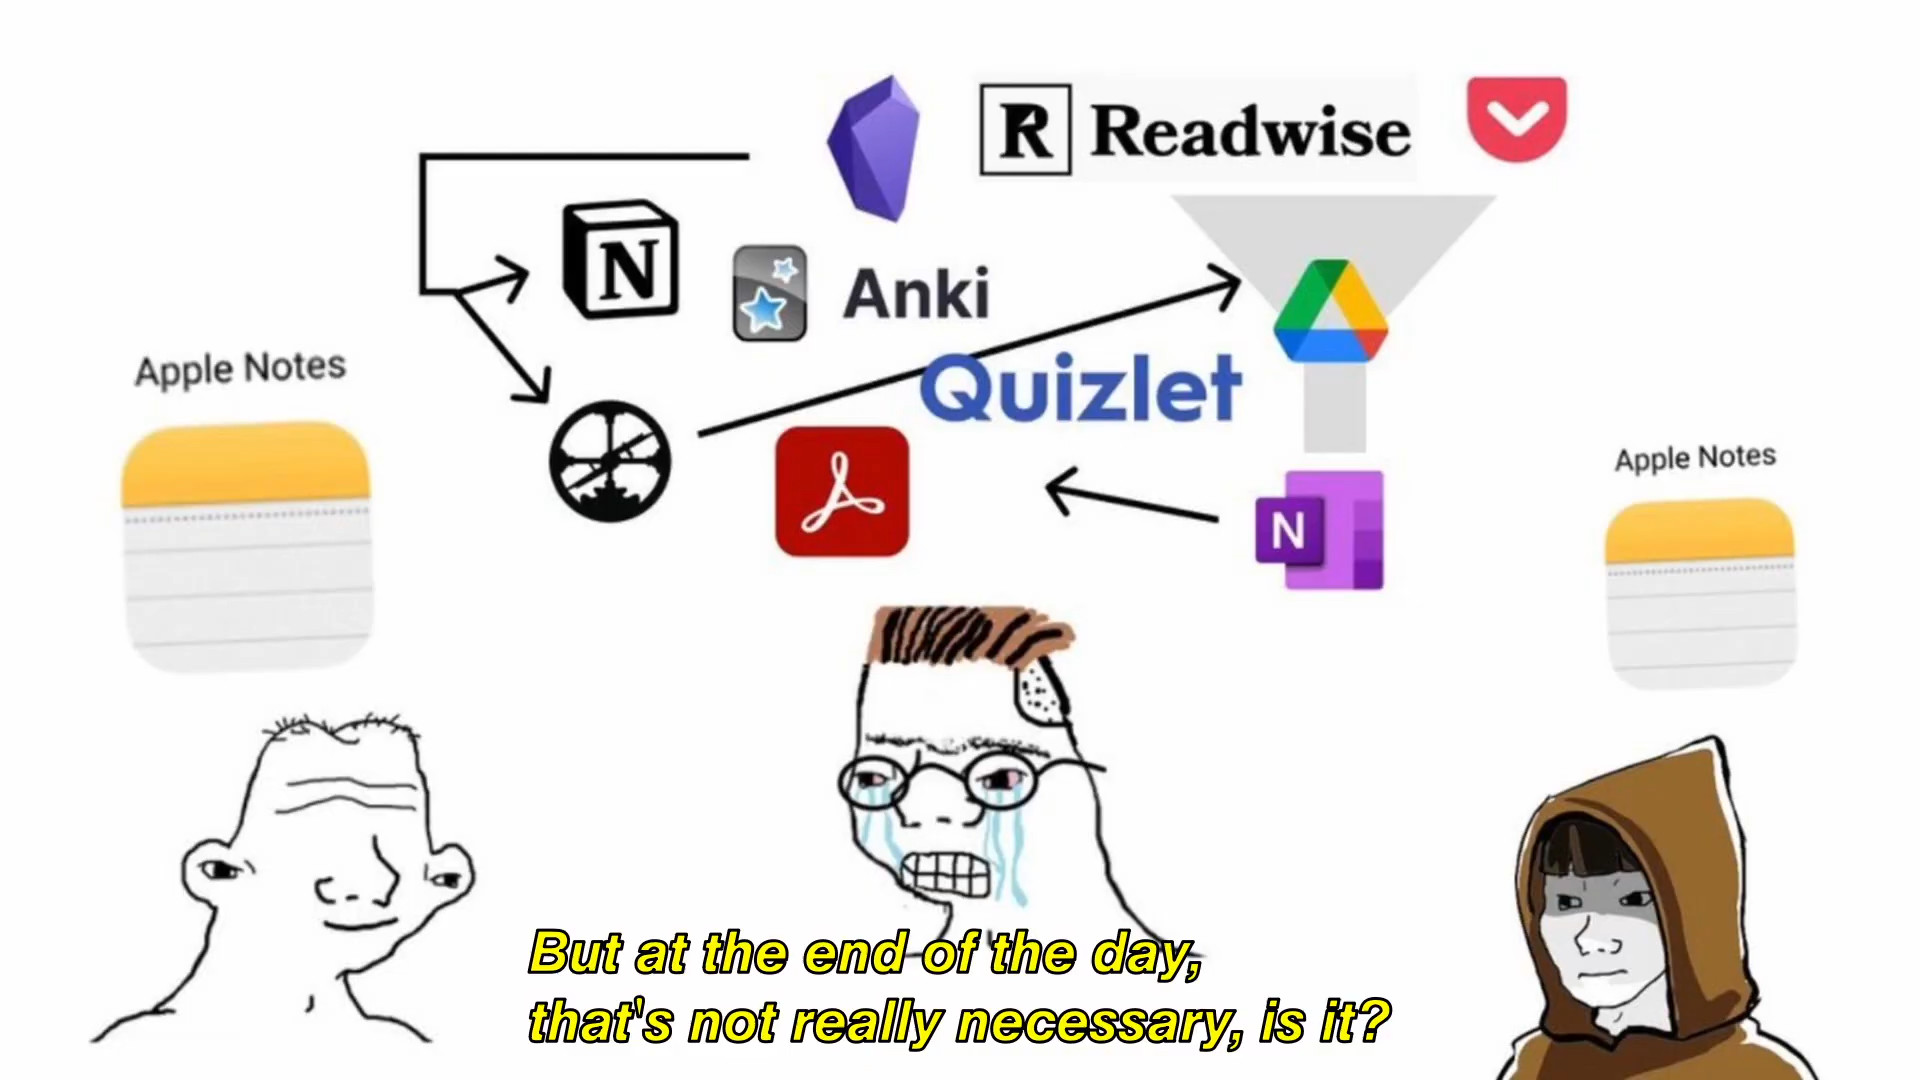 R Readwise
N
Anki
Apple Notes
Quizlet
Apple Notes
N
But at the end of the day,
that's not really necessary, is it?